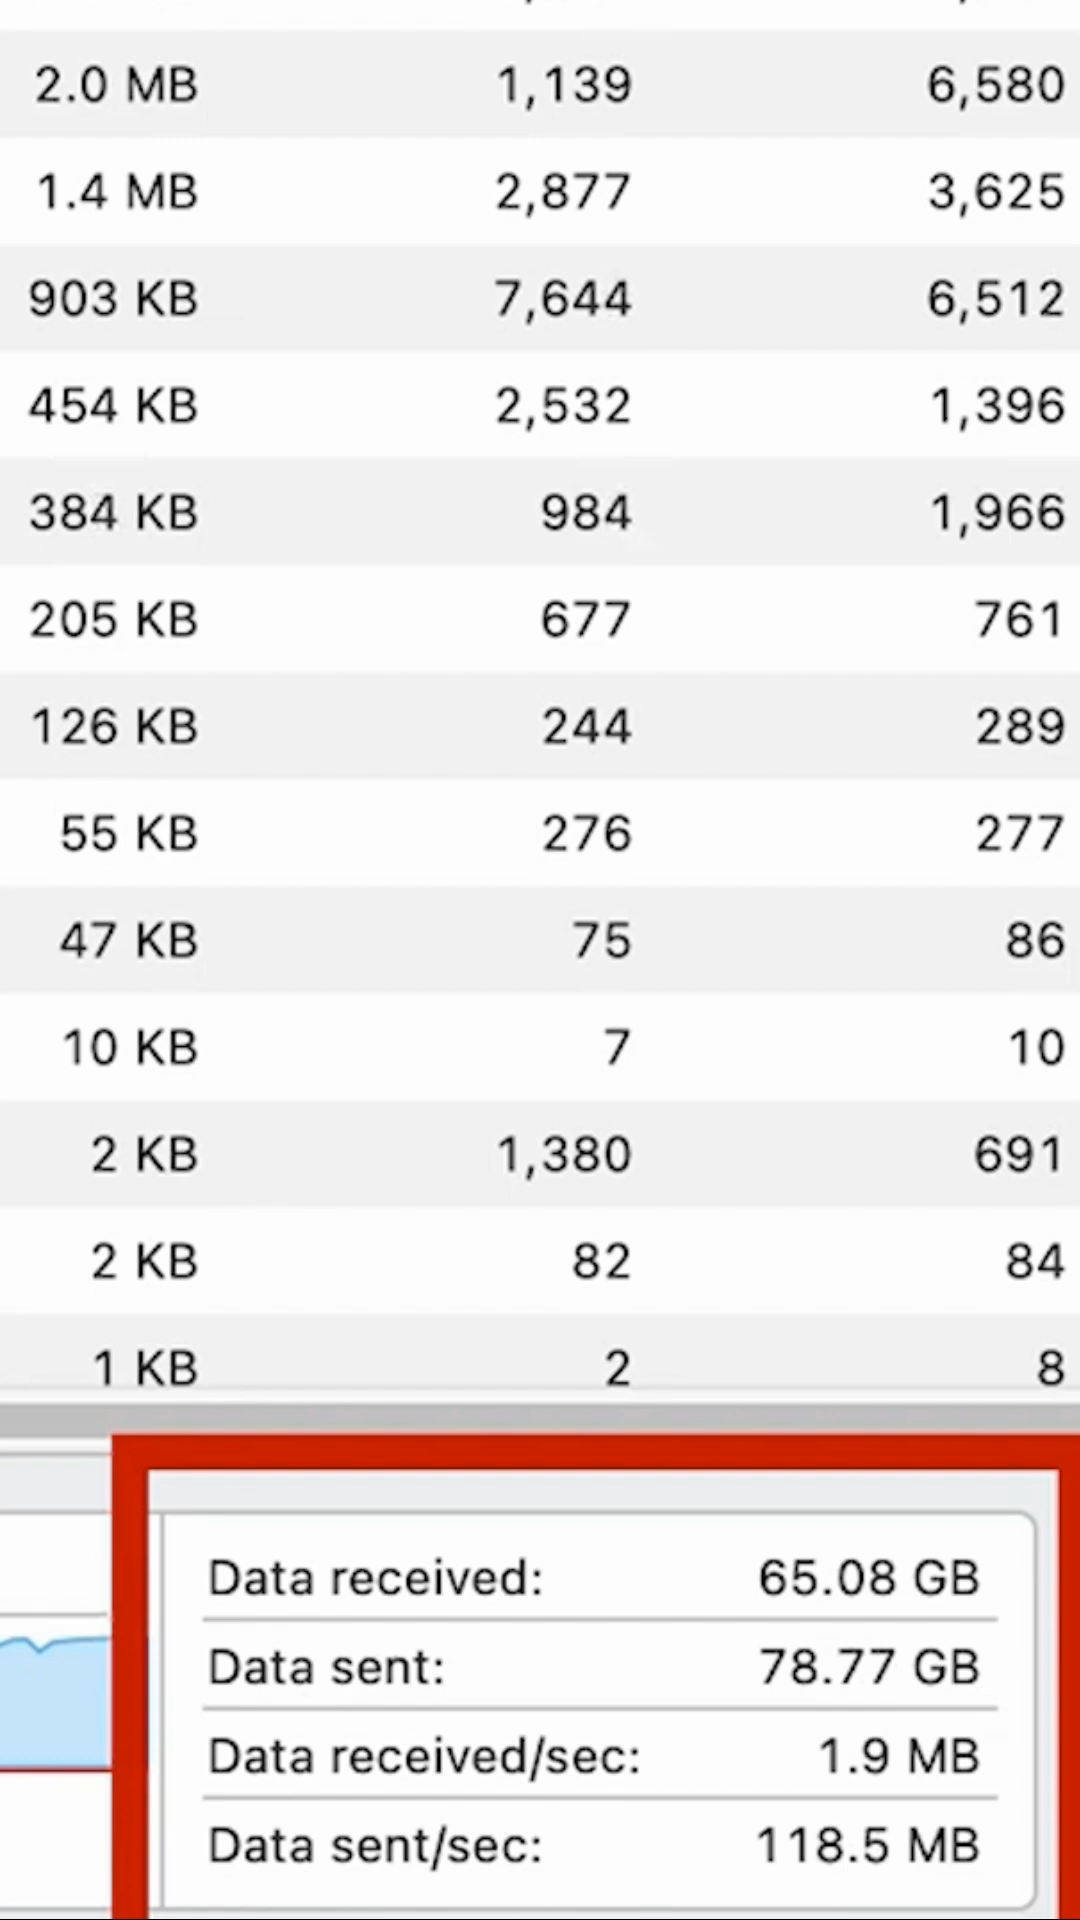 2.0 MB 1,139 6,580
1.4 MB 2,877 3,625
903 KB 7,644 6,512
454 KB 2,532 1,396
384 KB 984 1,966
205 KB 677 761
126 KB 244 289
55 KB 276 277
47 KB 75 86
10 KB 7 10
2 KB 1,380 691
2 KB 82 84
1 KB 2 8
Data received: 65.08 GB
Data sent: 78.77 GB
Data received/sec: 1.9 MB
Data sent/sec: 118.5 MB